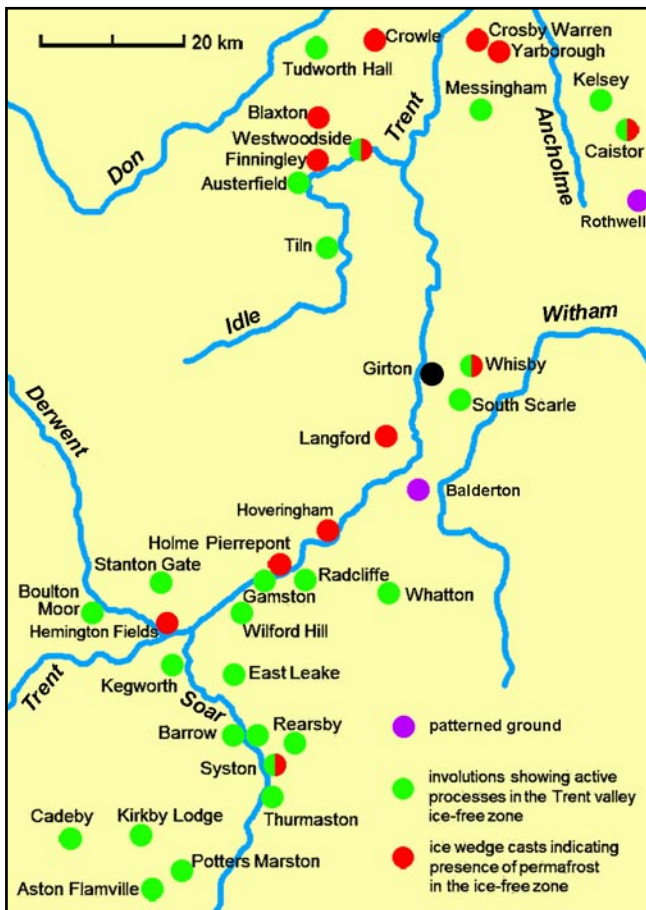 20 km
Crowle
Crosby Warren
Yarborough
Tudworth Hall
Messingham
Kelsey
Trent
Blaxton
Westwoodside
Ancholme
Caistor
Don
Finningley
Austerfield
Rothwell
Tiln
Idle
Witham
Girton
Whisby
South Scarle
Derwent
Langford
Balderton
Hoveringham
Holme Pierrepont
Stanton Gate
Radcliffe
Boulton
Moor
Gamston
Whatton
Hemington Fields
Wilford Hill
Trent
Kegworth
East Leake
Soar
Barrow
Rearsby
patterned ground
Syston
involutions showing active
processes in the Trent valley
ice-free zone
Thurmaston
Cadeby
Kirkby Lodge
Potters Marston
Aston Flamville
ice wedge casts indicating
presence of permafrost
in the ice-free zone